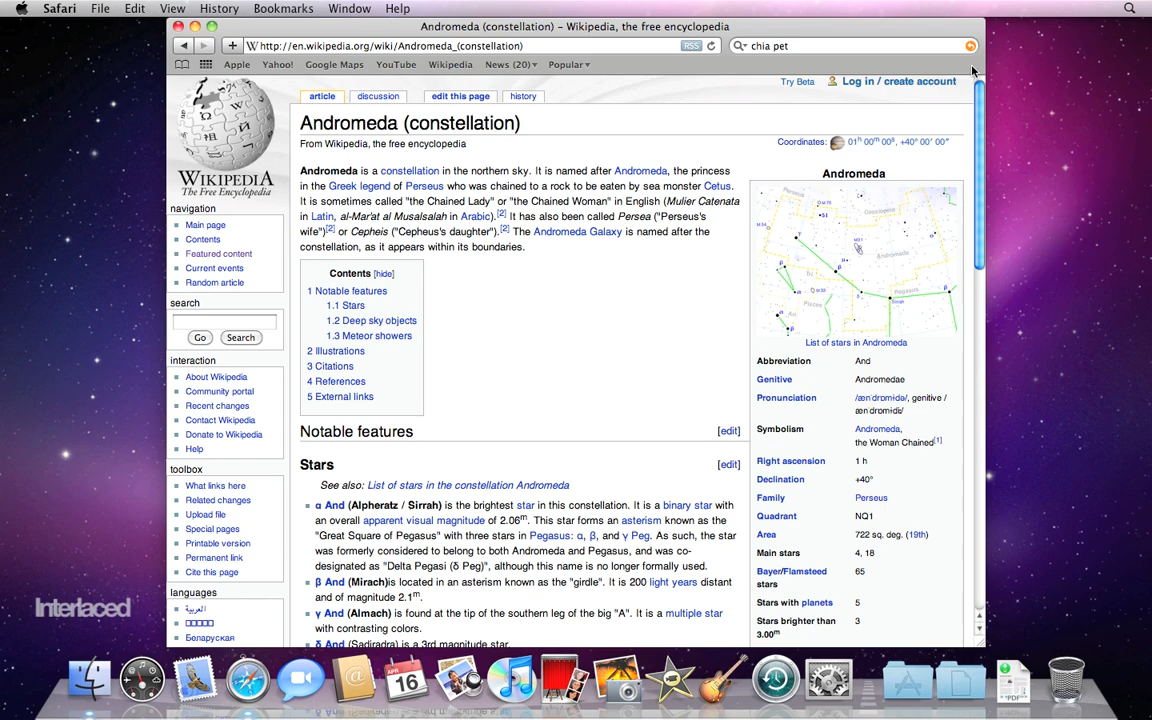 Safari File Edit View History Bookmarks Window Help
Andromeda (constellation) – Wikipedia, the free encyclopedia
W http://en.wikipedia.org/wiki/Andromeda_(constellation) RSS chia pet
Apple Yahoo! Google Maps YouTube Wikipedia News (20) Popular
Try Beta Log in / create account
article discussion edit this page history
WIKIPEDIA
The Free Encyclopedia
navigation
Main page
Contents
Featured content
Current events
Random article
search
Go Search
interaction
About Wikipedia
Community portal
Recent changes
Contact Wikipedia
Donate to Wikipedia
Help
toolbox
What links here
Related changes
Upload file
Special pages
Printable version
Permanent link
Cite this page
languages
العربية
Беларуская
Andromeda (constellation)
From Wikipedia, the free encyclopedia
Coordinates: 01h 00m 00s, +40° 00′ 00″
Andromeda is a constellation in the northern sky. It is named after Andromeda, the princess
in the Greek legend of Perseus who was chained to a rock to be eaten by sea monster Cetus.
It is sometimes called "the Chained Lady" or "the Chained Woman" in English (Mulier Catenata
in Latin, al-Mar'at al Musalsalah in Arabic).[2] It has also been called Persea ("Perseus's
wife")[2] or Cepheis ("Cepheus's daughter").[2] The Andromeda Galaxy is named after the
constellation, as it appears within its boundaries.
Contents [hide]
1 Notable features
1.1 Stars
1.2 Deep sky objects
1.3 Meteor showers
2 Illustrations
3 Citations
4 References
5 External links
Notable features [edit]
Stars [edit]
See also: List of stars in the constellation Andromeda
α And (Alpheratz / Sirrah) is the brightest star in this constellation. It is a binary star with
an overall apparent visual magnitude of 2.06m. This star forms an asterism known as the
"Great Square of Pegasus" with three stars in Pegasus: α, β, and γ Peg. As such, the star
was formerly considered to belong to both Andromeda and Pegasus, and was co-
designated as "Delta Pegasi (δ Peg)", although this name is no longer formally used.
β And (Mirach)is located in an asterism known as the "girdle". It is 200 light years distant
and of magnitude 2.1m.
γ And (Almach) is found at the tip of the southern leg of the big "A". It is a multiple star
with contrasting colors.
δ And (Sadiradra) is a 3rd magnitude star.
Andromeda
Perseus
Cassiopeia
Andromeda
Pisces
Pegasus
List of stars in Andromeda
Abbreviation And
Genitive Andromedae
Pronunciation /ænˈdrɒmɨdə/, genitive /
ænˈdrɒmɨdiː/
Symbolism Andromeda,
the Woman Chained[1]
Right ascension 1 h
Declination +40°
Family Perseus
Quadrant NQ1
Area 722 sq. deg. (19th)
Main stars 4, 18
Bayer/Flamsteed 65
stars
Stars with planets 5
Stars brighter than 3
3.00m
Interlaced
APR
16
PDF